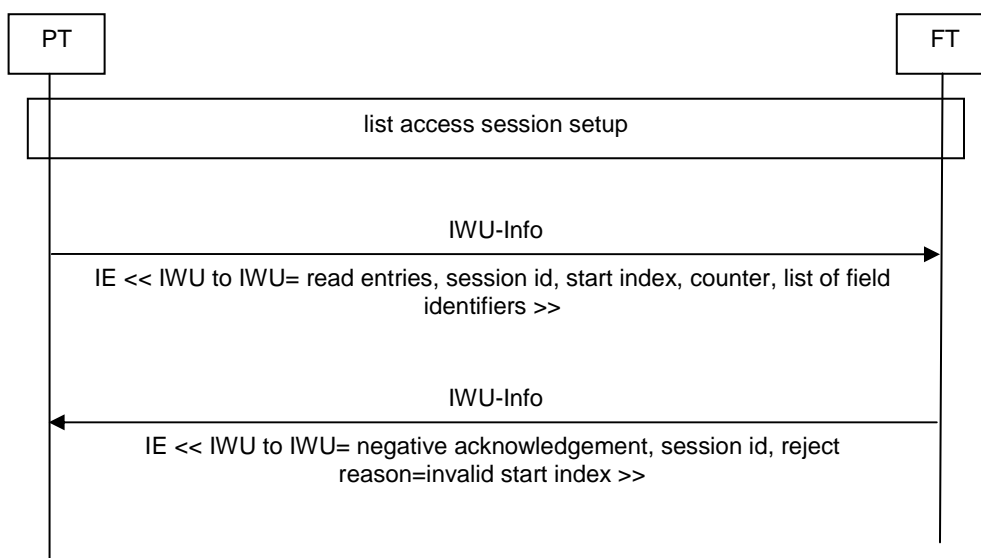 PT
FT
list access session setup
IWU-Info
IE << IWU to IWU= read entries, session id, start index, counter, list of field
identifiers >>
IWU-Info
IE << IWU to IWU= negative acknowledgement, session id, reject
reason=invalid start index >>